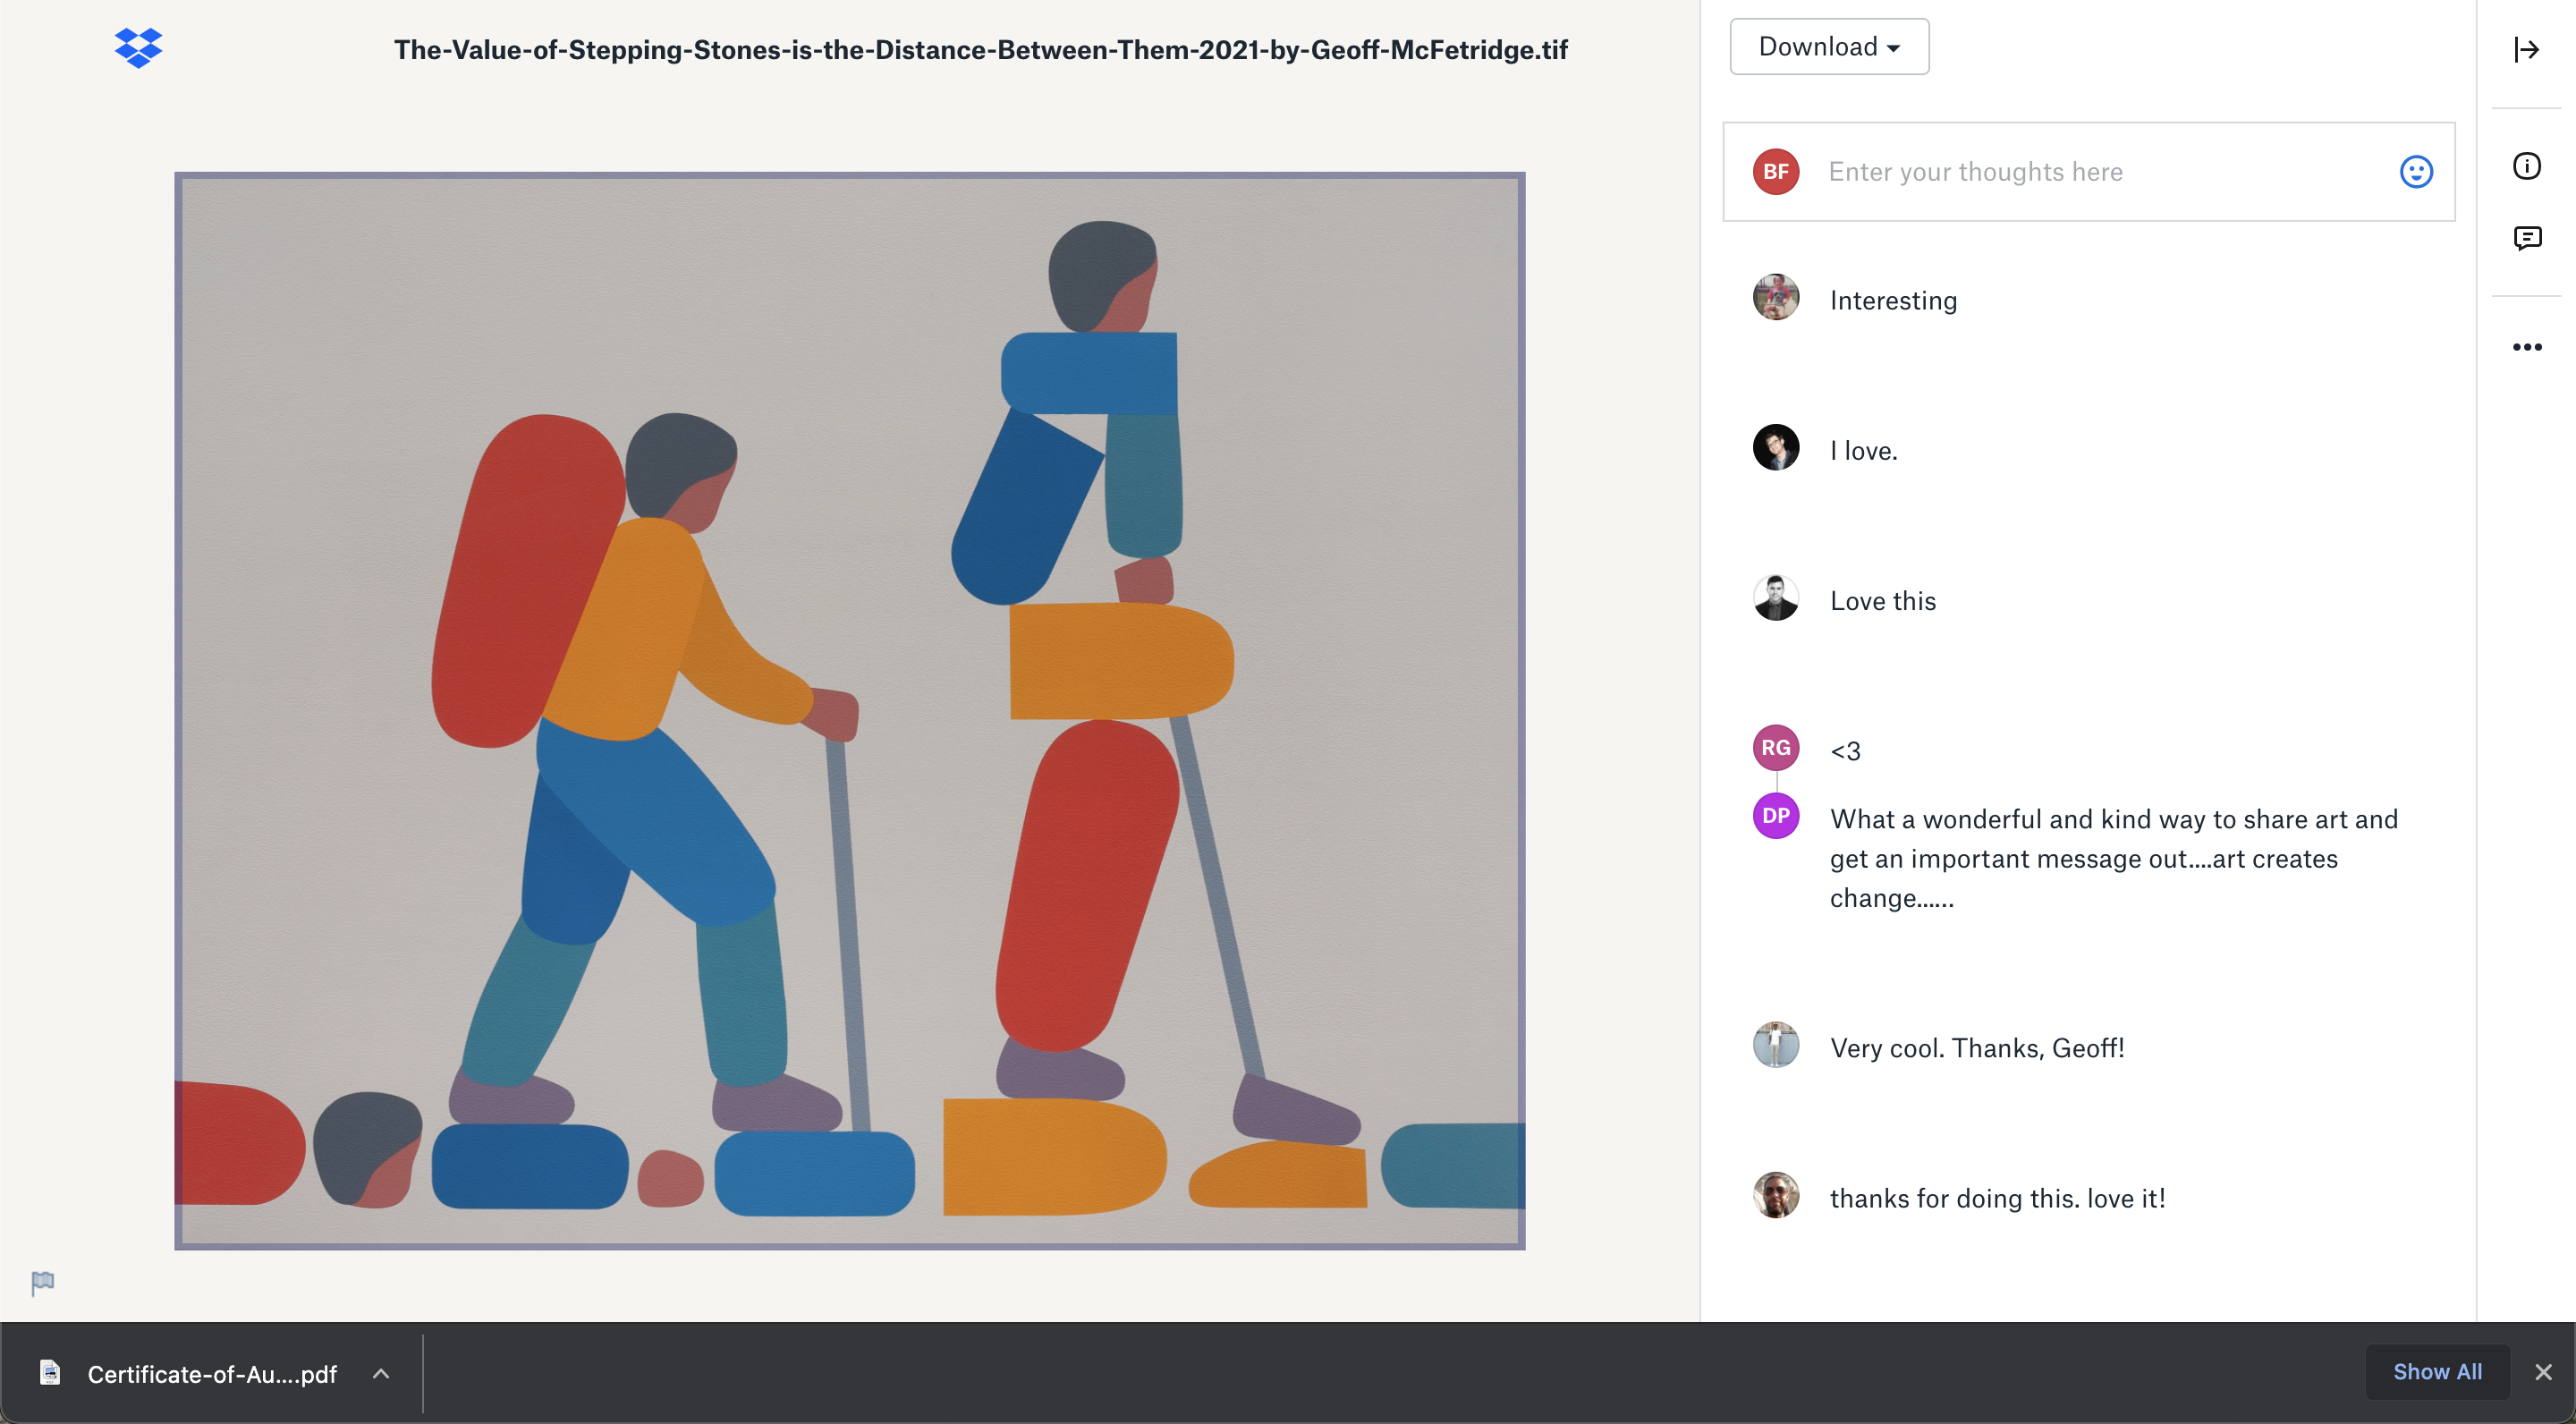 The-Value-of-Stepping-Stones-is-the-Distance-Between-Them-2021-by-Geoff-McFetridge.tif
Download
BF
Enter your thoughts here
Interesting
I love.
Love this
RG
<3
DP
What a wonderful and kind way to share art and
get an important message out....art creates
change......
Very cool. Thanks, Geoff!
thanks for doing this. love it!
Certificate-of-Au....pdf
Show All